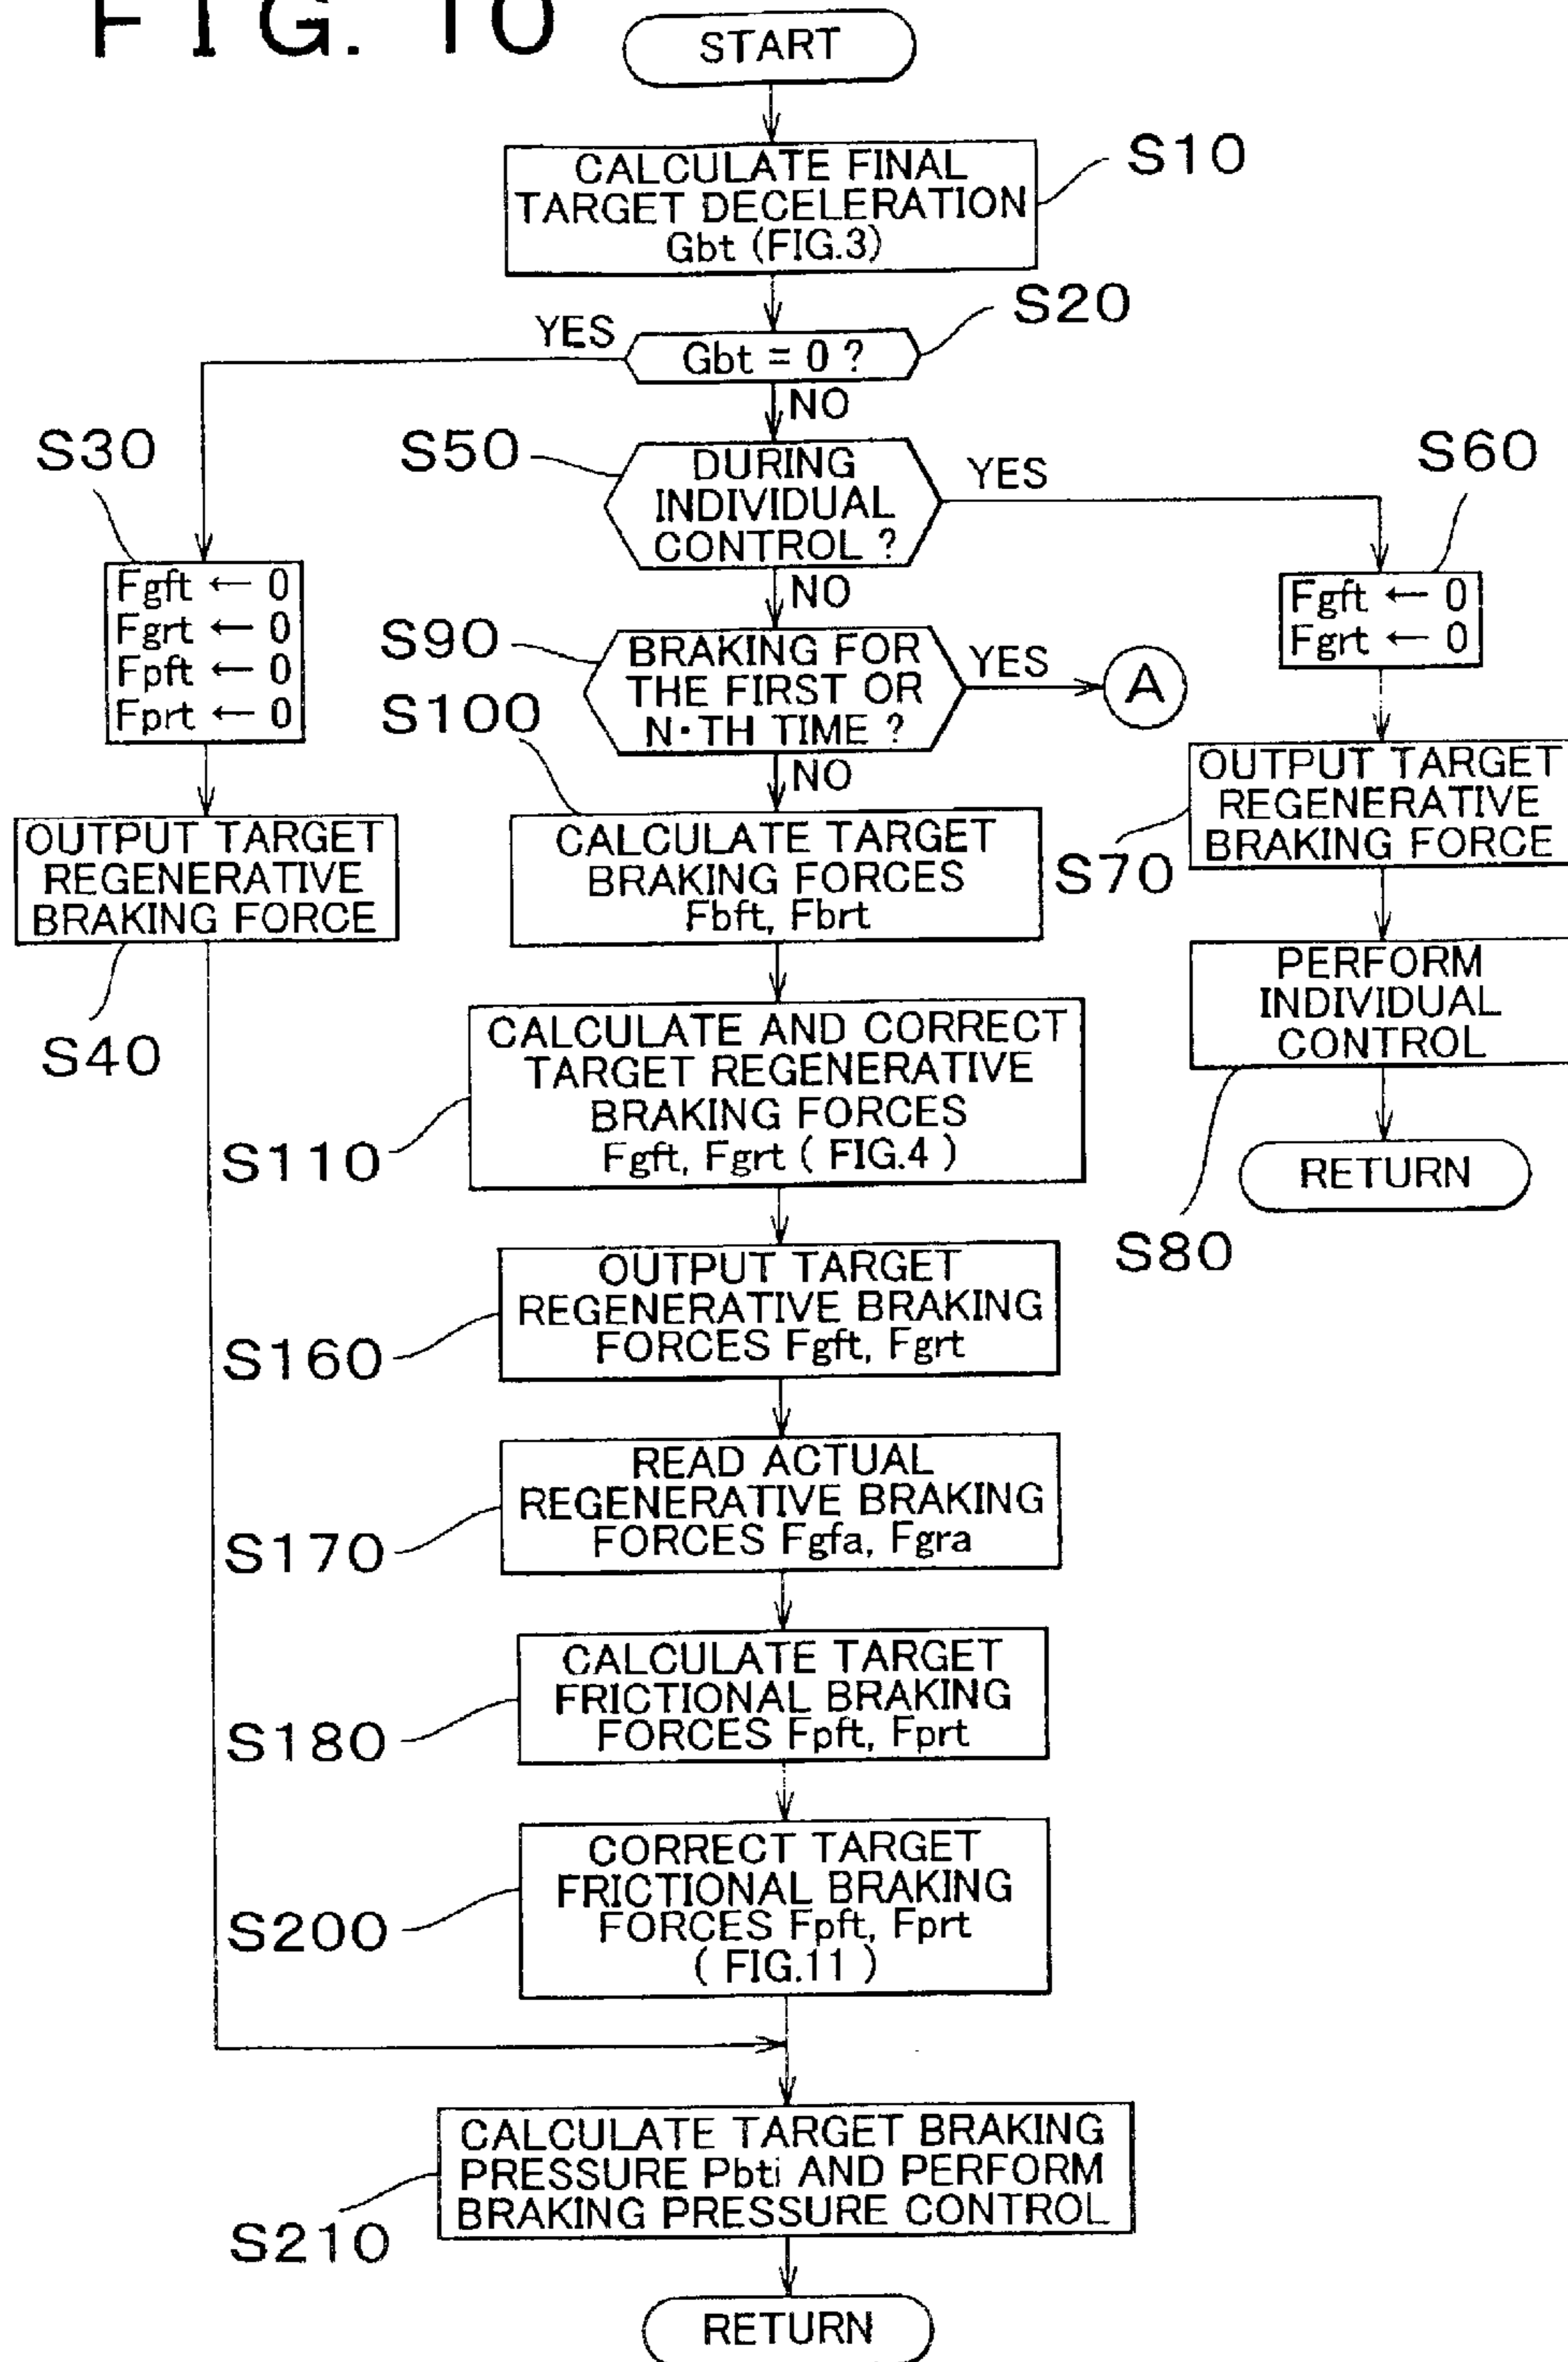 FIG. 10
START
CALCULATE FINAL
TARGET DECELERATION
Gbt (FIG.3)
S10
S20
YES
Gbt = 0 ?
NO
S30
S50
DURING
INDIVIDUAL
CONTROL ?
YES
S60
Fgft ← 0
Fgrt ← 0
Fpft ← 0
Fprt ← 0
NO
Fgft ← 0
Fgrt ← 0
S90
BRAKING FOR
THE FIRST OR
N·TH TIME ?
YES
A
S100
NO
OUTPUT TARGET
REGENERATIVE
BRAKING FORCE
S40
CALCULATE TARGET
BRAKING FORCES
Fbft, Fbrt
OUTPUT TARGET
REGENERATIVE
BRAKING FORCE
S70
PERFORM
INDIVIDUAL
CONTROL
S80
RETURN
CALCULATE AND CORRECT
TARGET REGENERATIVE
BRAKING FORCES
Fgft, Fgrt ( FIG.4 )
S110
OUTPUT TARGET
REGENERATIVE BRAKING
FORCES Fgft, Fgrt
S160
READ ACTUAL
REGENERATIVE BRAKING
FORCES Fgfa, Fgra
S170
CALCULATE TARGET
FRICTIONAL BRAKING
FORCES Fpft, Fprt
S180
CORRECT TARGET
FRICTIONAL BRAKING
FORCES Fpft, Fprt
( FIG.11 )
S200
CALCULATE TARGET BRAKING
PRESSURE Pbti AND PERFORM
BRAKING PRESSURE CONTROL
S210
RETURN